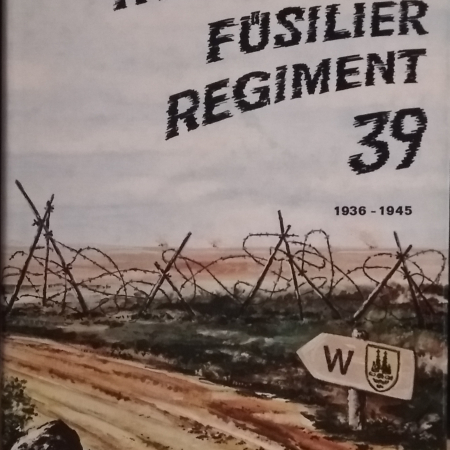 FÜSILIER
REGIMENT
39
1936 - 1945
W